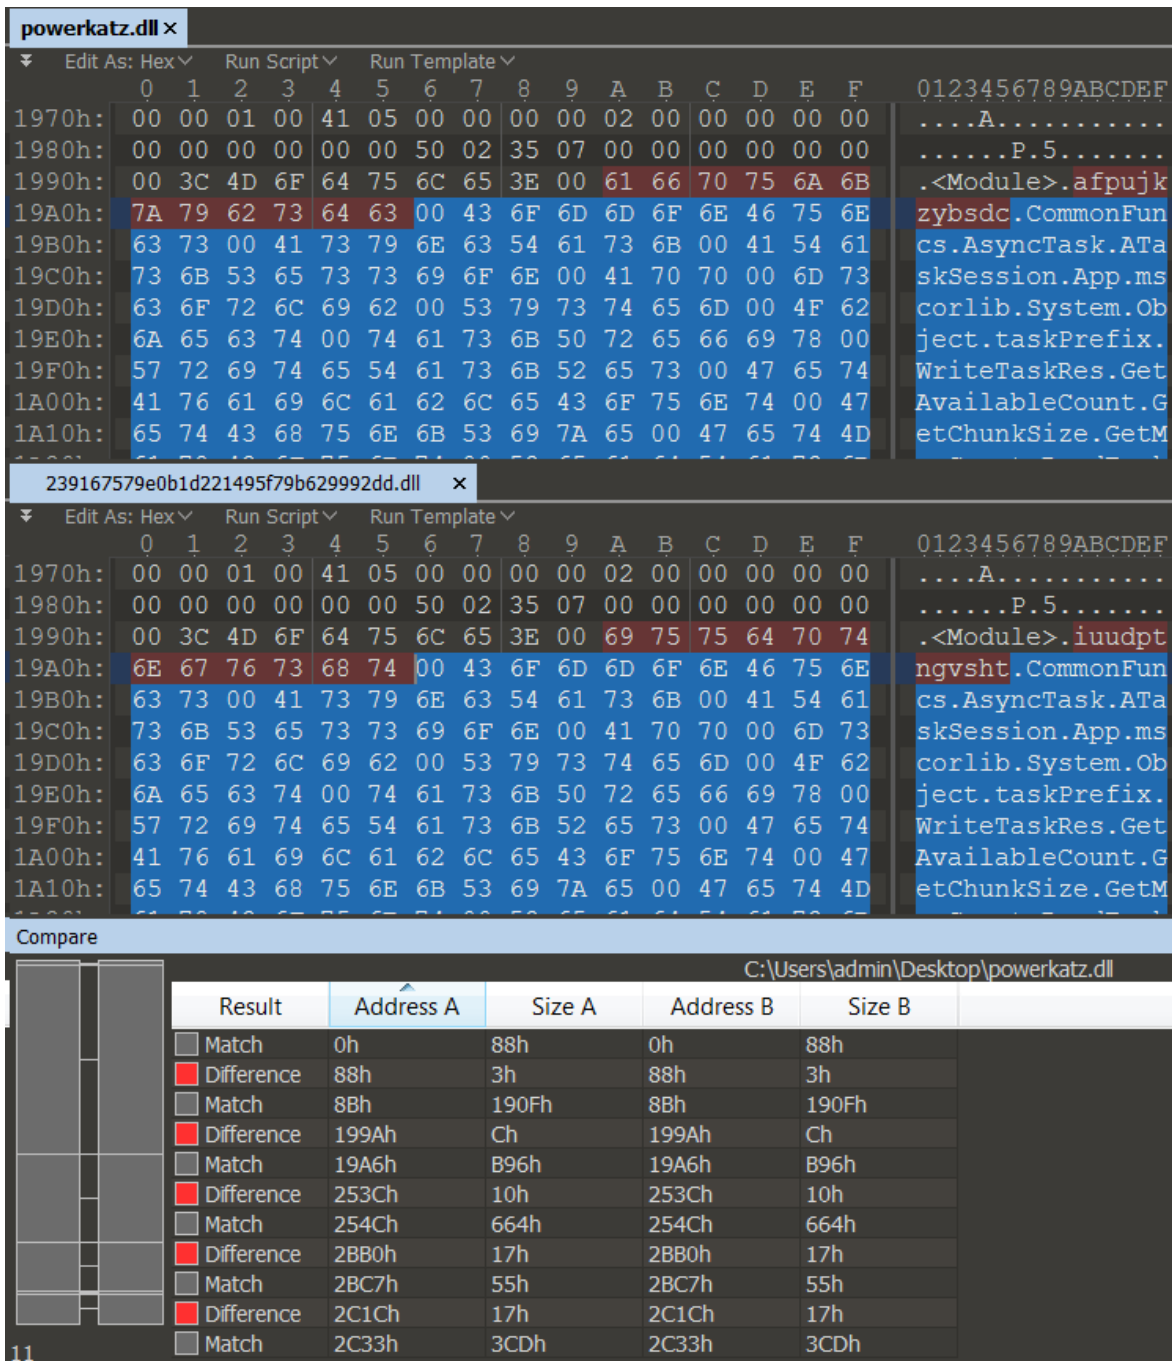 powerkatz.dll ×
Edit As: Hex Run Script Run Template
0 1 2 3 4 5 6 7 8 9 A B C D E F 0123456789ABCDEF
1970h: 00 00 01 00 41 05 00 00 00 00 02 00 00 00 00 00 ....A...........
1980h: 00 00 00 00 00 00 50 02 35 07 00 00 00 00 00 00 ......P.5.......
1990h: 00 3C 4D 6F 64 75 6C 65 3E 00 61 66 70 75 6A 6B .<Module>.afpujk
19A0h: 7A 79 62 73 64 63 00 43 6F 6D 6D 6F 6E 46 75 6E zybsdc.CommonFun
19B0h: 63 73 00 41 73 79 6E 63 54 61 73 6B 00 41 54 61 cs.AsyncTask.ATa
19C0h: 73 6B 53 65 73 73 69 6F 6E 00 41 70 70 00 6D 73 skSession.App.ms
19D0h: 63 6F 72 6C 69 62 00 53 79 73 74 65 6D 00 4F 62 corlib.System.Ob
19E0h: 6A 65 63 74 00 74 61 73 6B 50 72 65 66 69 78 00 ject.taskPrefix.
19F0h: 57 72 69 74 65 54 61 73 6B 52 65 73 00 47 65 74 WriteTaskRes.Get
1A00h: 41 76 61 69 6C 61 62 6C 65 43 6F 75 6E 74 00 47 AvailableCount.G
1A10h: 65 74 43 68 75 6E 6B 53 69 7A 65 00 47 65 74 4D etChunkSize.GetM
239167579e0b1d221495f79b629992dd.dll ×
Edit As: Hex Run Script Run Template
0 1 2 3 4 5 6 7 8 9 A B C D E F 0123456789ABCDEF
1970h: 00 00 01 00 41 05 00 00 00 00 02 00 00 00 00 00 ....A...........
1980h: 00 00 00 00 00 00 50 02 35 07 00 00 00 00 00 00 ......P.5.......
1990h: 00 3C 4D 6F 64 75 6C 65 3E 00 69 75 75 64 70 74 .<Module>.iuudpt
19A0h: 6E 67 76 73 68 74 00 43 6F 6D 6D 6F 6E 46 75 6E ngvsht.CommonFun
19B0h: 63 73 00 41 73 79 6E 63 54 61 73 6B 00 41 54 61 cs.AsyncTask.ATa
19C0h: 73 6B 53 65 73 73 69 6F 6E 00 41 70 70 00 6D 73 skSession.App.ms
19D0h: 63 6F 72 6C 69 62 00 53 79 73 74 65 6D 00 4F 62 corlib.System.Ob
19E0h: 6A 65 63 74 00 74 61 73 6B 50 72 65 66 69 78 00 ject.taskPrefix.
19F0h: 57 72 69 74 65 54 61 73 6B 52 65 73 00 47 65 74 WriteTaskRes.Get
1A00h: 41 76 61 69 6C 61 62 6C 65 43 6F 75 6E 74 00 47 AvailableCount.G
1A10h: 65 74 43 68 75 6E 6B 53 69 7A 65 00 47 65 74 4D etChunkSize.GetM
Compare
C:\Users\admin\Desktop\powerkatz.dll
Result Address A Size A Address B Size B
Match 0h 88h 0h 88h
Difference 88h 3h 88h 3h
Match 8Bh 190Fh 8Bh 190Fh
Difference 199Ah Ch 199Ah Ch
Match 19A6h B96h 19A6h B96h
Difference 253Ch 10h 253Ch 10h
Match 254Ch 664h 254Ch 664h
Difference 2BB0h 17h 2BB0h 17h
Match 2BC7h 55h 2BC7h 55h
Difference 2C1Ch 17h 2C1Ch 17h
Match 2C33h 3CDh 2C33h 3CDh
11